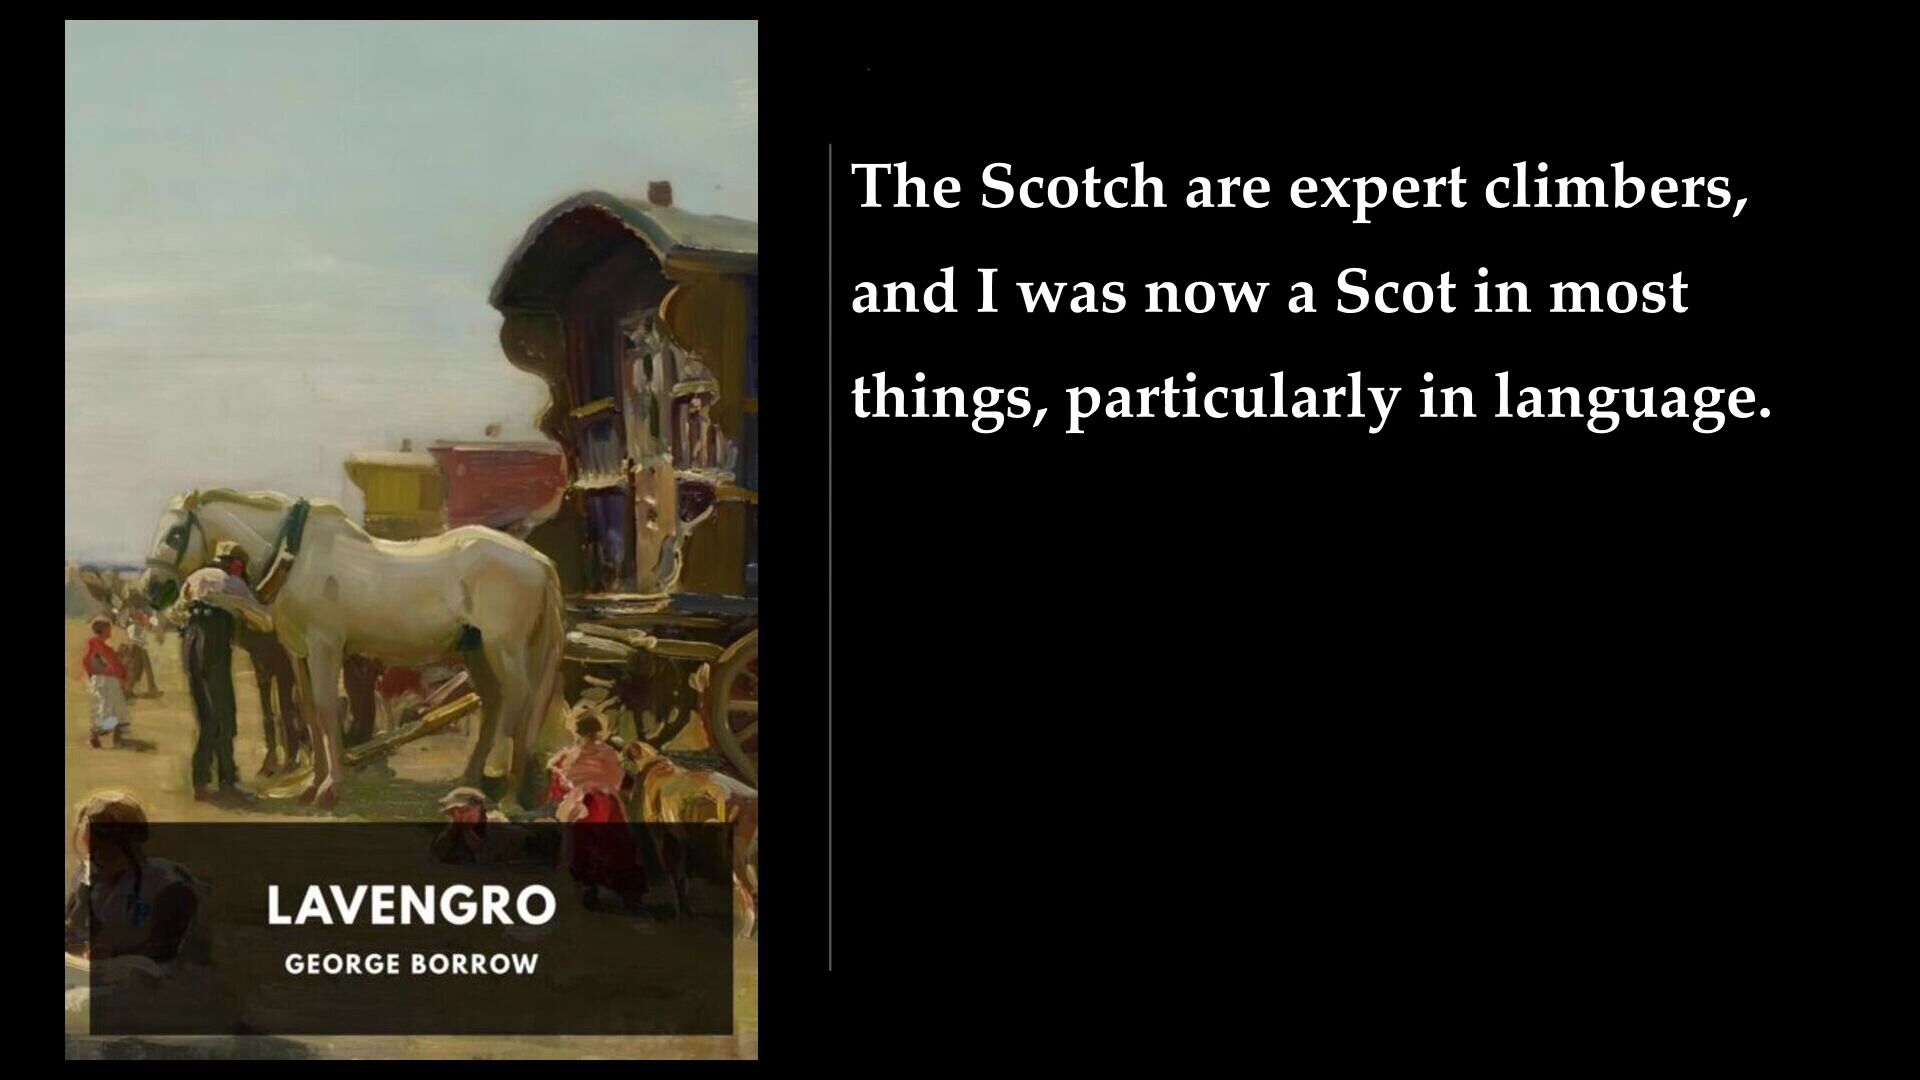 The Scotch are expert climbers,
and I was now a Scot in most
things, particularly in language.
LAVENGRO
GEORGE BORROW